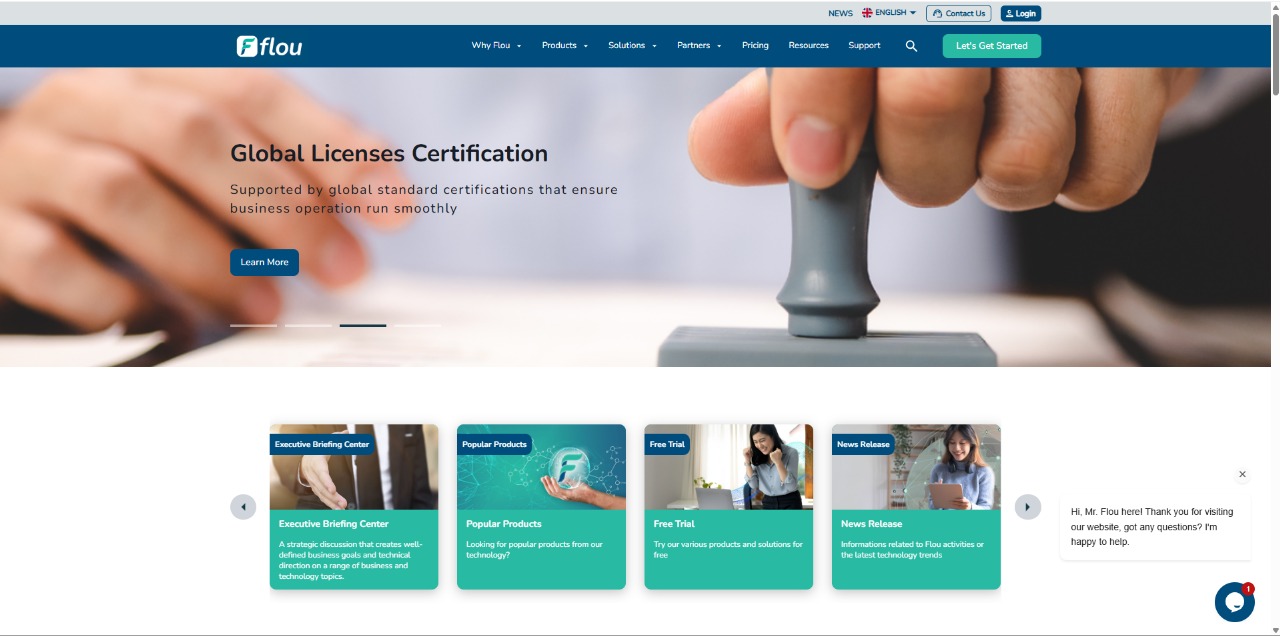 NEWS
ENGLISH
Contact Us
Login
flou
Why Flou
Products
Solutions
Partners
Pricing
Resources
Support
Let's Get Started
Global Licenses Certification
Supported by global standard certifications that ensure
business operation run smoothly
Learn More
Executive Briefing Center
Executive Briefing Center
A strategic discussion that creates well-
defined business goals and technical
direction on a range of business and
technology topics.
Popular Products
Popular Products
Looking for popular products from our
technology?
Free Trial
Free Trial
Try our various products and solutions for
free
News Release
News Release
Informations related to Flou activities or
the latest technology trends
Hi, Mr. Flou here! Thank you for visiting
our website, got any questions? I'm
happy to help.
1